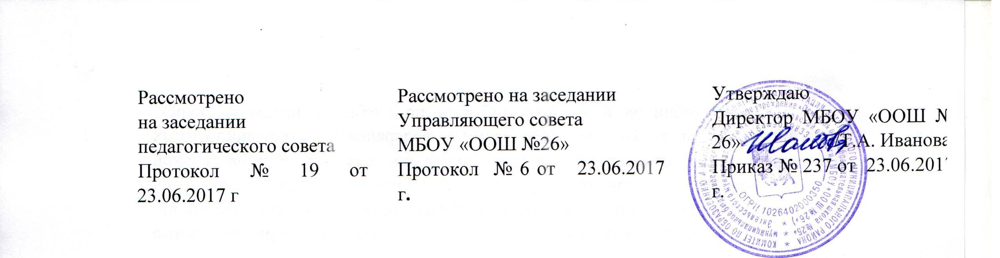 Рассмотрено
на заседании
педагогического совета
Протокол № 19 от
23.06.2017 г
Рассмотрено на заседании
Управляющего совета
МБОУ «ООШ №26»
Протокол № 6 от 23.06.2017
г.
Утверждаю
Директор МБОУ «ООШ №
26» /Т.А. Иванова
Приказ № 237 от 23.06.201
г.
ОГРН 1026402000350